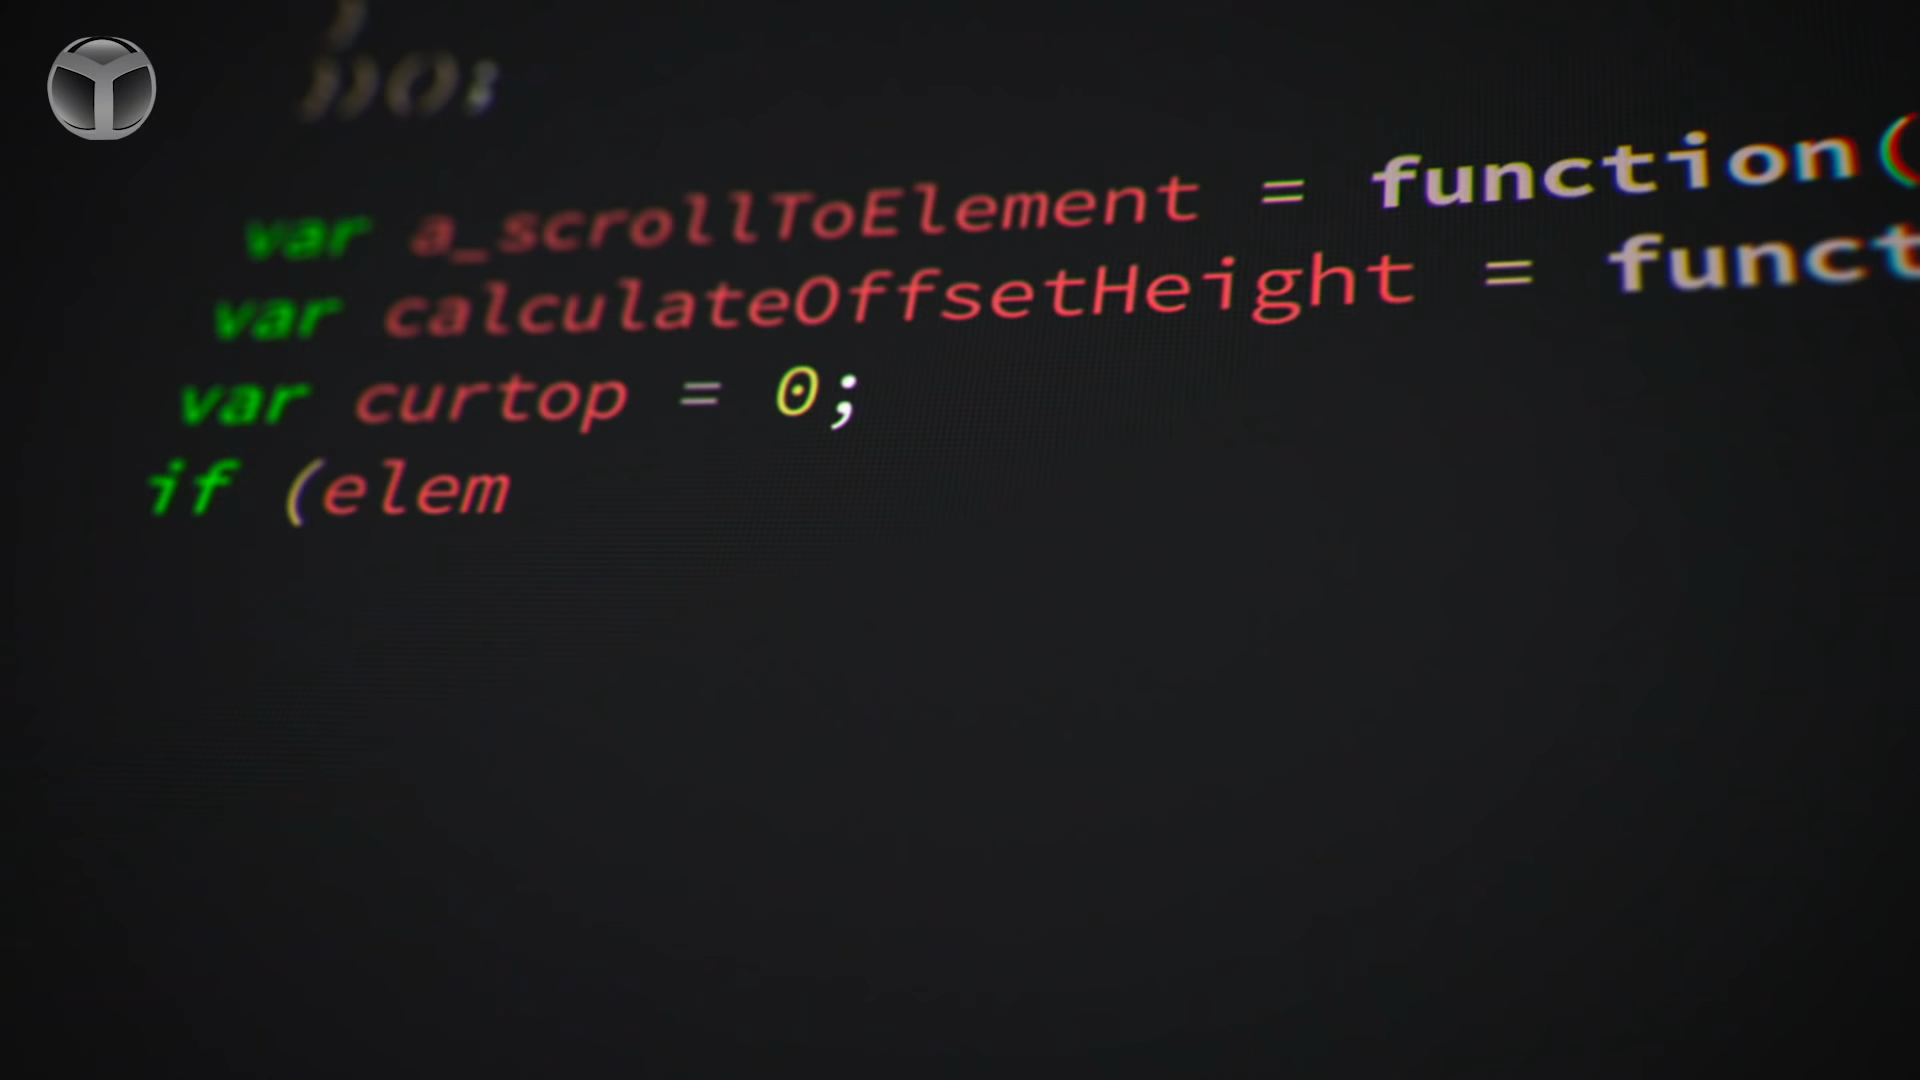 }
})();
var a_scrollToElement = function(
var calculateOffsetHeight = funct
var curtop = 0;
if (elem